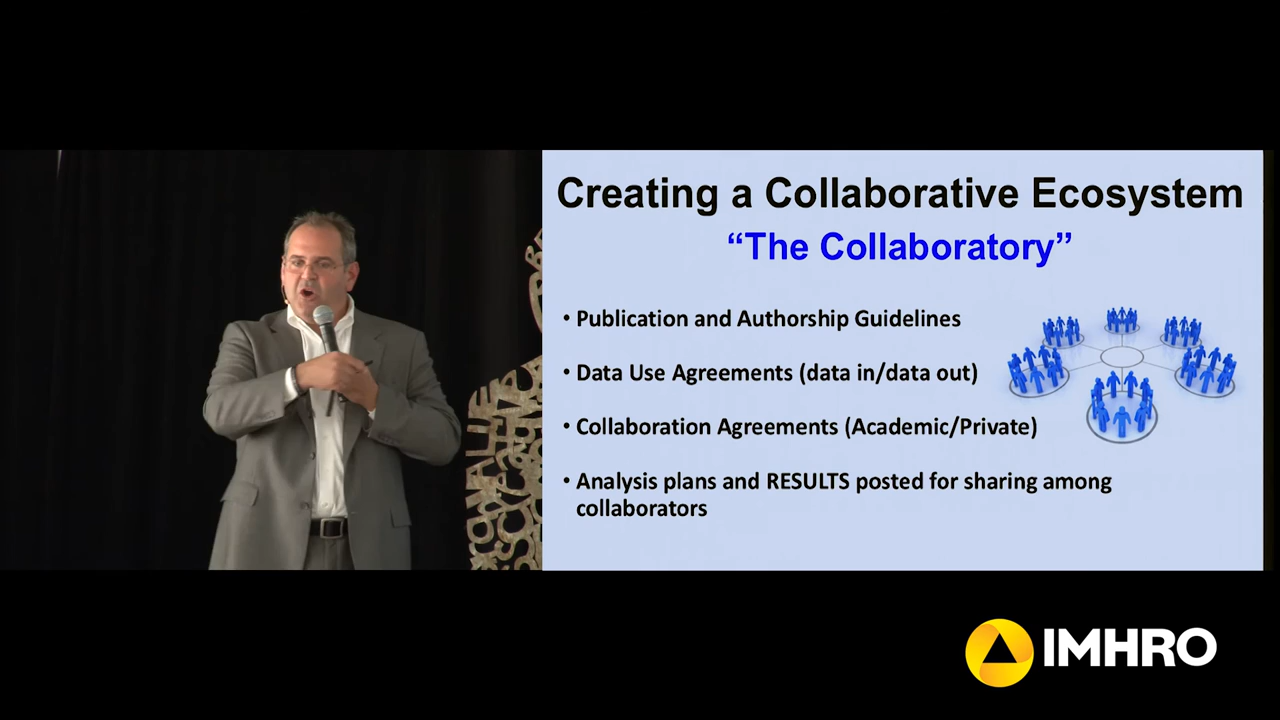 Creating a Collaborative Ecosystem
“The Collaboratory”
• Publication and Authorship Guidelines
• Data Use Agreements (data in/data out)
• Collaboration Agreements (Academic/Private)
• Analysis plans and RESULTS posted for sharing among
collaborators
VALUE
IMHRO